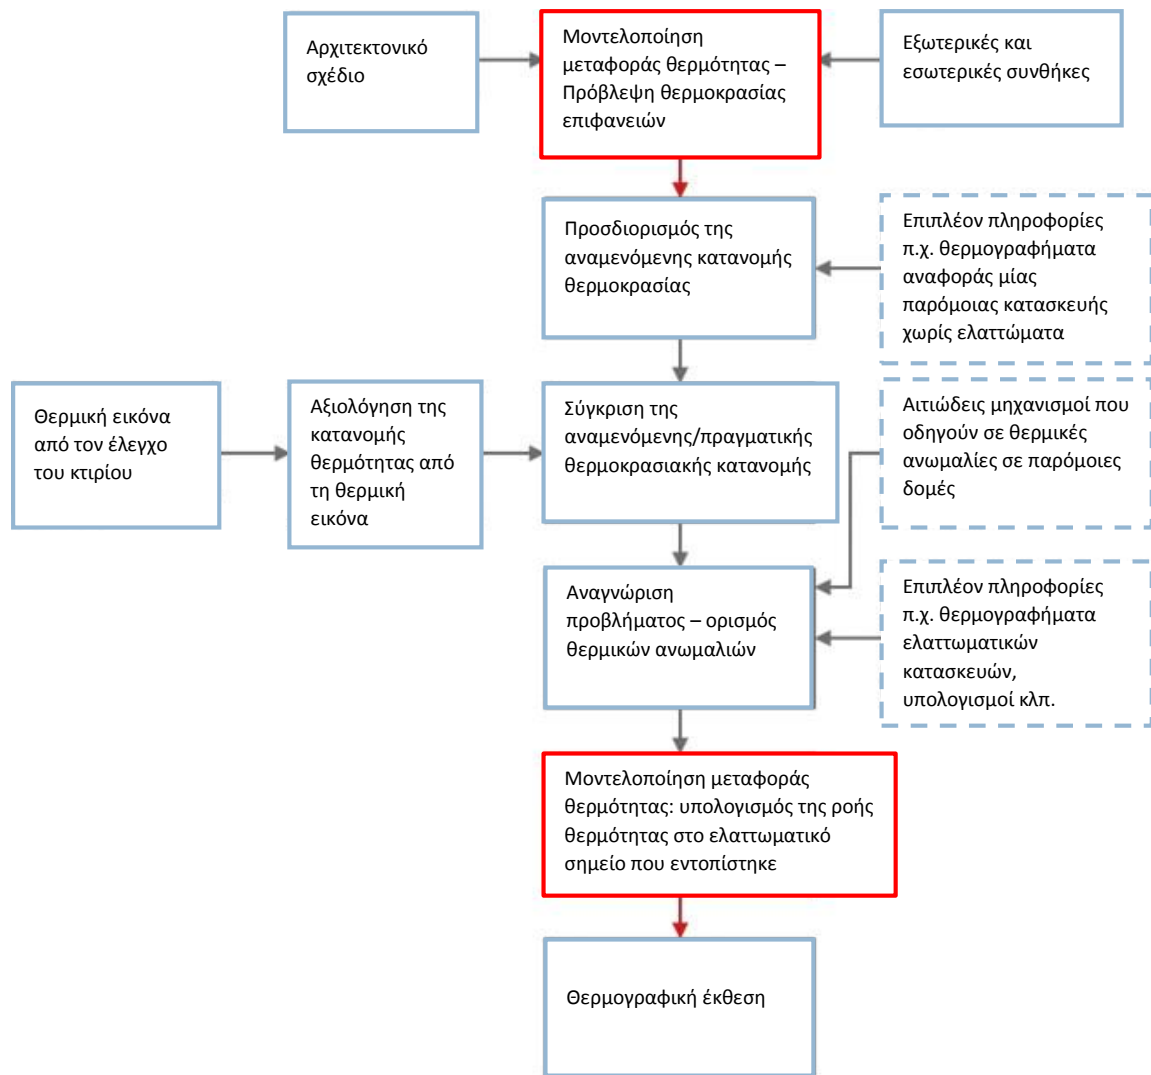 Αρχιτεκτονικό
σχέδιο
Μοντελοποίηση
μεταφοράς θερμότητας –
Πρόβλεψη θερμοκρασίας
επιφανειών
Εξωτερικές και
εσωτερικές συνθήκες
Προσδιορισμός της
αναμενόμενης κατανομής
θερμοκρασίας
Επιπλέον πληροφορίες
π.χ. θερμογραφήματα
αναφοράς μίας
παρόμοιας κατασκευής
χωρίς ελαττώματα
Θερμική εικόνα
από τον έλεγχο
του κτιρίου
Αξιολόγηση της
κατανομής
θερμότητας από
τη θερμική
εικόνα
Σύγκριση της
αναμενόμενης/πραγματικής
θερμοκρασιακής κατανομής
Αιτιώδεις μηχανισμοί που
οδηγούν σε θερμικές
ανωμαλίες σε παρόμοιες
δομές
Αναγνώριση
προβλήματος – ορισμός
θερμικών ανωμαλιών
Επιπλέον πληροφορίες
π.χ. θερμογραφήματα
ελαττωματικών
κατασκευών,
υπολογισμοί κλπ.
Μοντελοποίηση μεταφοράς
θερμότητας: υπολογισμός της ροής
θερμότητας στο ελαττωματικό
σημείο που εντοπίστηκε
Θερμογραφική έκθεση